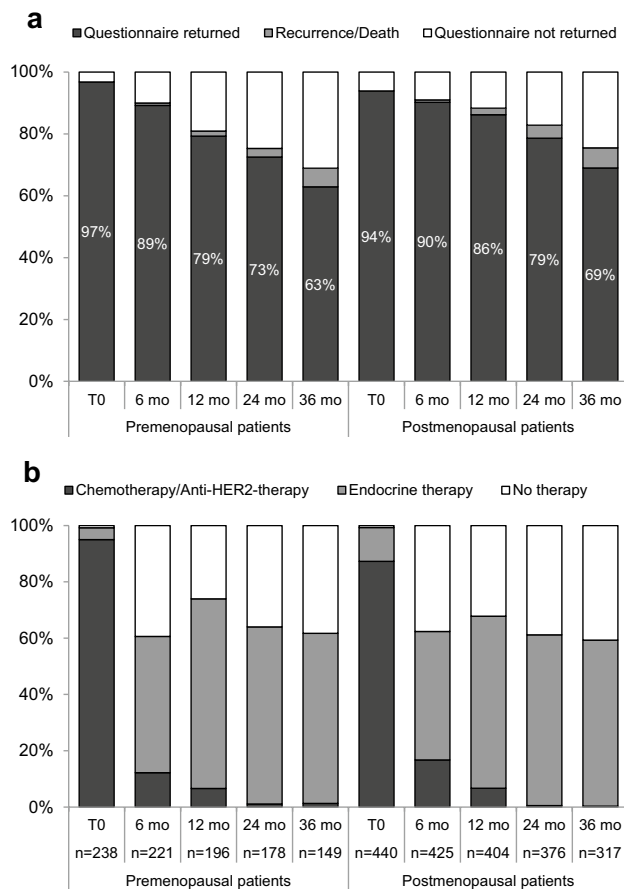 a
Questionnaire returned Recurrence/Death Questionnaire not returned
100%
80%
60%
40%
20%
0%
97% 89% 79% 73% 63% 94% 90% 86% 79% 69%
T0 6 mo 12 mo 24 mo 36 mo T0 6 mo 12 mo 24 mo 36 mo
Premenopausal patients Postmenopausal patients
b
Chemotherapy/Anti-HER2-therapy Endocrine therapy No therapy
100%
80%
60%
40%
20%
0%
T0 6 mo 12 mo 24 mo 36 mo T0 6 mo 12 mo 24 mo 36 mo
n=238 n=221 n=196 n=178 n=149 n=440 n=425 n=404 n=376 n=317
Premenopausal patients Postmenopausal patients